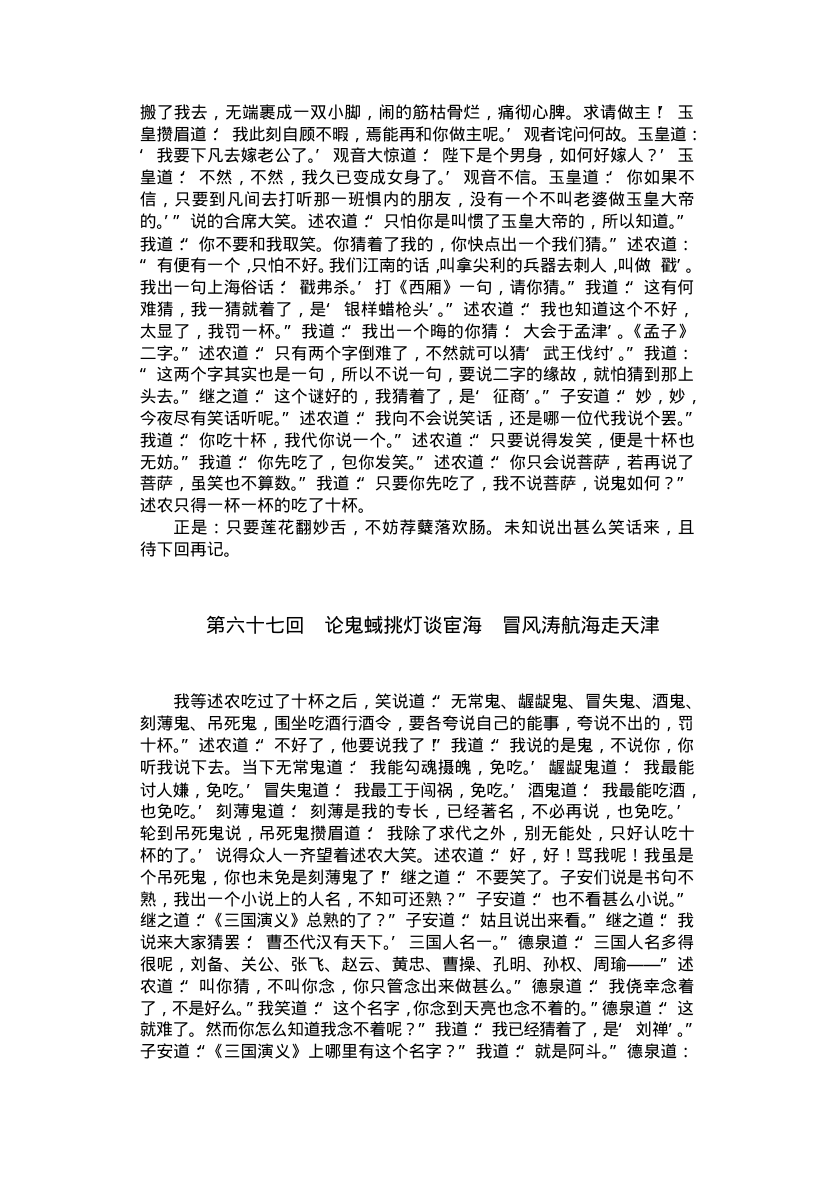 搬了我去，无端裹成一双小脚，闹的筋枯骨烂，痛彻心脾。求请做主！’玉
皇攒眉道：‘我此刻自顾不暇，焉能再和你做主呢。’观者诧问何故。玉皇道：
‘我要下凡去嫁老公了。’观音大惊道：‘陛下是个男身，如何好嫁人？’玉
皇道：‘不然，不然，我久已变成女身了。’观音不信。玉皇道：‘你如果不
信，只要到凡间去打听那一班惧内的朋友，没有一个不叫老婆做玉皇大帝
的。’”说的合席大笑。述农道：“只怕你是叫惯了玉皇大帝的，所以知道。”
我道：“你不要和我取笑。你猜着了我的，你快点出一个我们猜。”述农道：
“有便有一个，只怕不好。我们江南的话，叫拿尖利的兵器去刺人，叫做‘戳’。
我出一句上海俗话：‘戳弗杀。’打《西厢》一句，请你猜。”我道：“这有何
难猜，我一猜就着了，是‘银样蜡枪头’。”述农道：“我也知道这个不好，
太显了，我罚一杯。”我道：“我出一个晦的你猜：‘大会于孟津’。《孟子》
二字。”述农道：“只有两个字倒难了，不然就可以猜‘武王伐纣’。”我道：
“这两个字其实也是一句，所以不说一句，要说二字的缘故，就怕猜到那上
头去。”继之道：“这个谜好的，我猜着了，是‘征商’。”子安道：“妙，妙，
今夜尽有笑话听呢。”述农道：“我向不会说笑话，还是哪一位代我说个罢。”
我道：“你吃十杯，我代你说一个。”述农道：“只要说得发笑，便是十杯也
无妨。”我道：“你先吃了，包你发笑。”述农道：“你只会说菩萨，若再说了
菩萨，虽笑也不算数。”我道：“只要你先吃了，我不说菩萨，说鬼如何？”
述农只得一杯一杯的吃了十杯。
正是：只要莲花翻妙舌，不妨荐蘖落欢肠。未知说出甚么笑话来，且
待下回再记。
第六十七回　论鬼蜮挑灯谈宦海　冒风涛航海走天津
我等述农吃过了十杯之后，笑说道：“无常鬼、龌龊鬼、冒失鬼、酒鬼、
刻薄鬼、吊死鬼，围坐吃酒行酒令，要各夸说自己的能事，夸说不出的，罚
十杯。”述农道：“不好了，他要说我了！”我道：“我说的是鬼，不说你，你
听我说下去。当下无常鬼道：‘我能勾魂摄魄，免吃。’龌龊鬼道：‘我最能
讨人嫌，免吃。’冒失鬼道：‘我最工于闯祸，免吃。’酒鬼道：‘我最能吃酒，
也免吃。’刻薄鬼道：‘刻薄是我的专长，已经著名，不必再说，也免吃。’
轮到吊死鬼说，吊死鬼攒眉道：‘我除了求代之外，别无能处，只好认吃十
杯的了。’说得众人一齐望着述农大笑。述农道：“好，好！骂我呢！我虽是
个吊死鬼，你也未免是刻薄鬼了！”继之道：“不要笑了。子安们说是书句不
熟，我出一个小说上的人名，不知可还熟？”子安道：“也不看甚么小说。”
继之道：“《三国演义》总熟的了？”子安道：“姑且说出来看。”继之道：“我
说来大家猜罢：‘曹丕代汉有天下。’三国人名一。”德泉道：“三国人名多得
很呢，刘备、关公、张飞、赵云、黄忠、曹操、孔明、孙权、周瑜——”述
农道：“叫你猜，不叫你念，你只管念出来做甚么。”德泉道：“我侥幸念着
了，不是好么。”我笑道：“这个名字，你念到天亮也念不着的。”德泉道：“这
就难了。然而你怎么知道我念不着呢？”我道：“我已经猜着了，是‘刘禅’。”
子安道：“《三国演义》上哪里有这个名字？”我道：“就是阿斗。”德泉道：